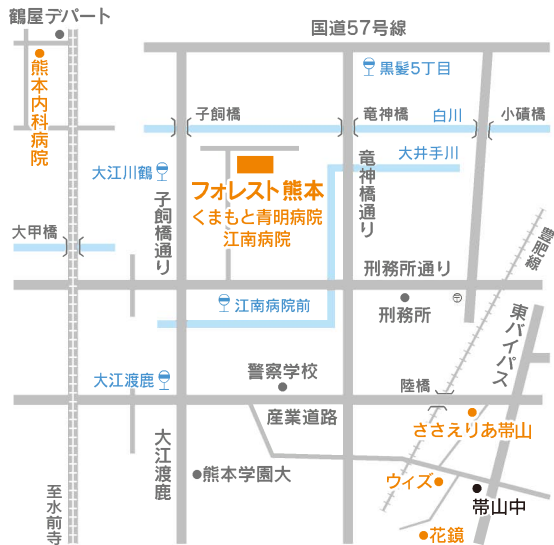 鶴屋デパート
国道57号線
熊本内科病院
黒髪5丁目
子飼橋
竜神橋
白川
小磧橋
大井手川
大江川鶴
フォレスト熊本
くまもと青明病院
江南病院
子飼橋通り
竜神橋通り
大甲橋
豊肥線
刑務所通り
江南病院前
刑務所
〒
東バイパス
警察学校
大江渡鹿
陸橋
産業道路
ささえりあ帯山
大江渡鹿
熊本学園大
ウィズ
帯山中
至水前寺
花鏡